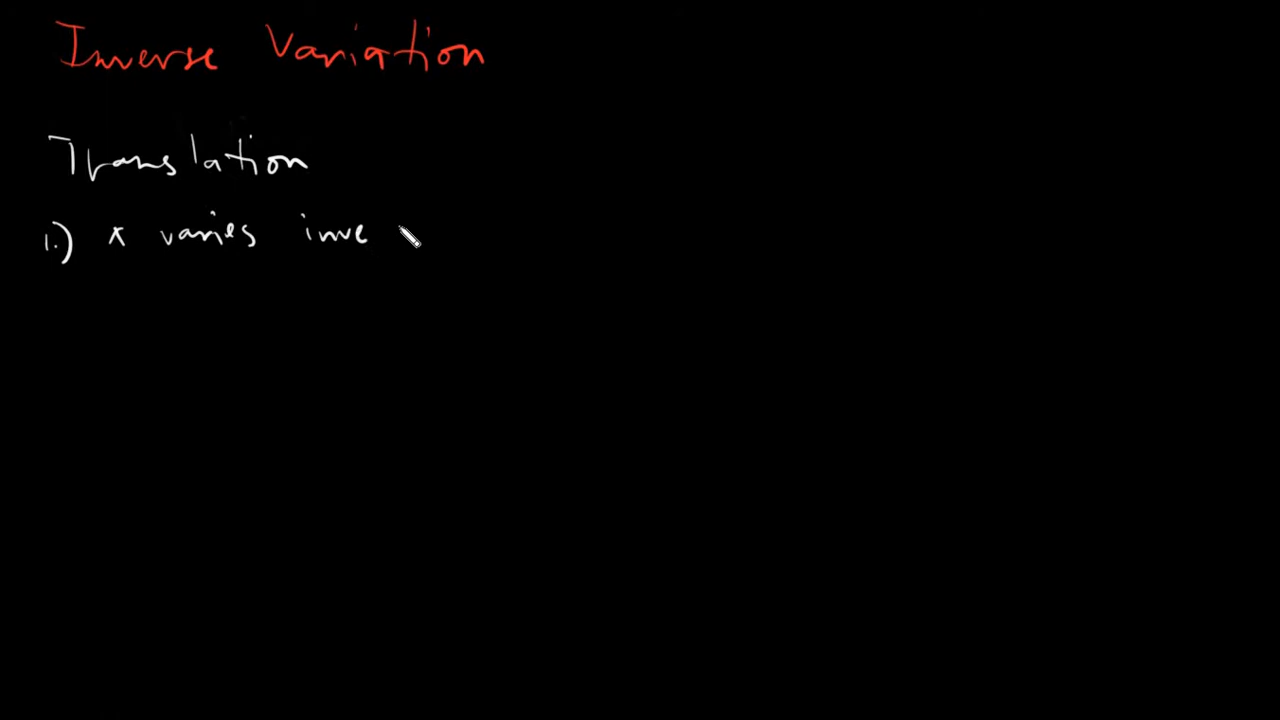 Inverse Variation
Translation
1.) x varies inve